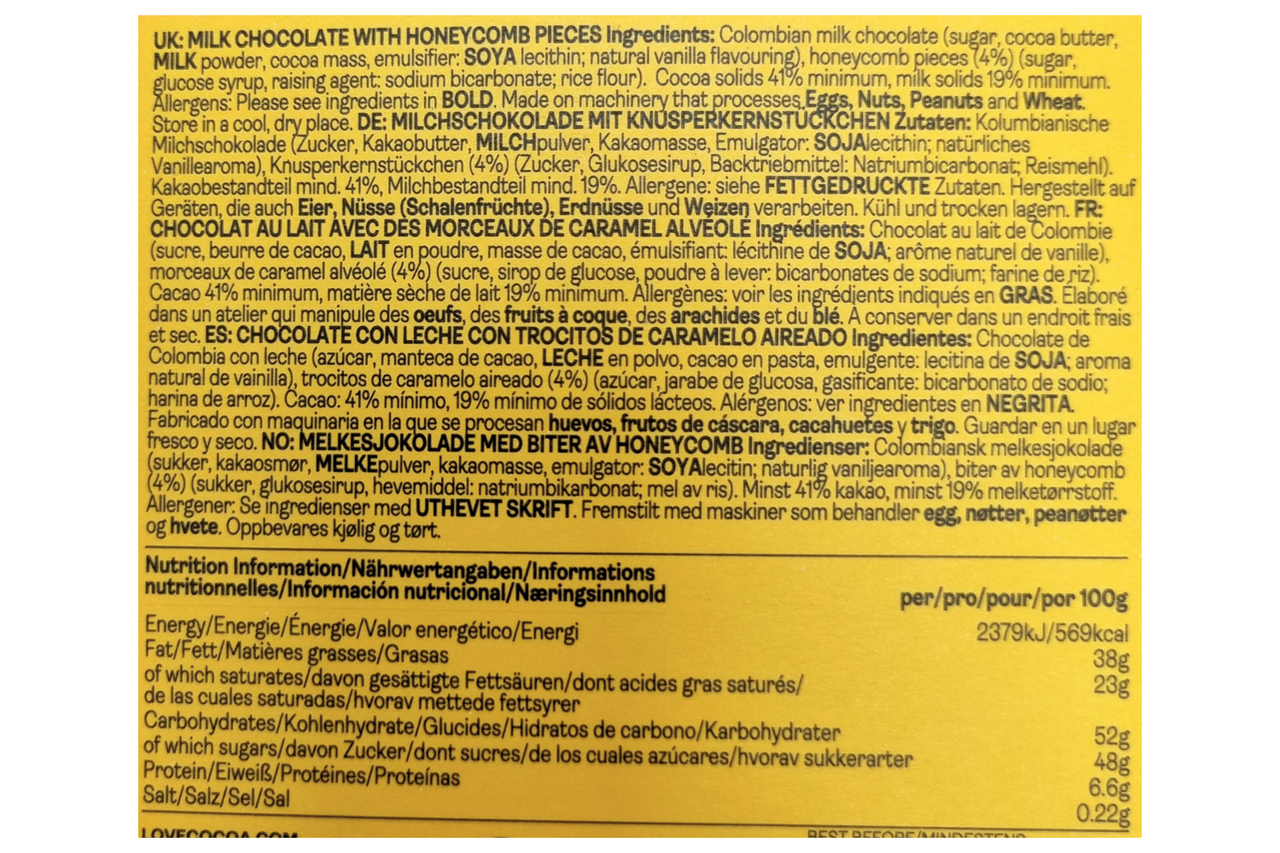 UK: MILK CHOCOLATE WITH HONEYCOMB PIECES Ingredients: Colombian milk chocolate (sugar, cocoa butter,
MILK powder, cocoa mass, emulsifier: SOYA lecithin; natural vanilla flavouring), honeycomb pieces (4%) (sugar,
glucose syrup, raising agent: sodium bicarbonate; rice flour). Cocoa solids 41% minimum, milk solids 19% minimum.
Allergens: Please see ingredients in BOLD. Made on machinery that processes Eggs, Nuts, Peanuts and Wheat.
Store in a cool, dry place. DE: MILCHSCHOKOLADE MIT KNUSPERKERNSTÜCKCHEN Zutaten: Kolumbianische
Milchschokolade (Zucker, Kakaobutter, MILCHpulver, Kakaomasse, Emulgator: SOJAlecithin; natürliches
Vanillearoma), Knusperkernstückchen (4%) (Zucker, Glukosesirup, Backtriebmittel: Natriumbicarbonat; Reismehl).
Kakaobestandteil mind. 41%, Milchbestandteil mind. 19%. Allergene: siehe FETTGEDRUCKTE Zutaten. Hergestellt auf
Geräten, die auch Eier, Nüsse (Schalenfrüchte), Erdnüsse und Weizen verarbeiten. Kühl und trocken lagern. FR:
CHOCOLAT AU LAIT AVEC DES MORCEAUX DE CARAMEL ALVÉOLÉ Ingrédients: Chocolat au lait de Colombie
(sucre, beurre de cacao, LAIT en poudre, masse de cacao, émulsifiant: lécithine de SOJA; arôme naturel de vanille),
morceaux de caramel alvéolé (4%) (sucre, sirop de glucose, poudre à lever: bicarbonates de sodium; farine de riz).
Cacao 41% minimum, matière sèche de lait 19% minimum. Allergènes: voir les ingrédients indiqués en GRAS. Élaboré
dans un atelier qui manipule des oeufs, des fruits à coque, des arachides et du blé. A conserver dans un endroit frais
et sec. ES: CHOCOLATE CON LECHE CON TROCITOS DE CARAMELO AIREADO Ingredientes: Chocolate de
Colombia con leche (azúcar, manteca de cacao, LECHE en polvo, cacao en pasta, emulgente: lecitina de SOJA; aroma
natural de vainilla), trocitos de caramelo aireado (4%) (azúcar, jarabe de glucosa, gasificante: bicarbonato de sodio;
harina de arroz). Cacao: 41% mínimo, 19% mínimo de sólidos lácteos. Alérgenos: ver ingredientes en NEGRITA.
Fabricado con maquinaria en la que se procesan huevos, frutos de cáscara, cacahuetes y trigo. Guardar en un lugar
fresco y seco. NO: MELKESJOKOLADE MED BITER AV HONEYCOMB Ingredienser: Colombiansk melkesjokolade
(sukker, kakaosmør, MELKEpulver, kakaomasse, emulgator: SOYAlecitin; naturlig vaniljearoma), biter av honeycomb
(4%) (sukker, glukosesirup, hevemiddel: natriumbikarbonat; mel av ris). Minst 41% kakao, minst 19% melketørrstoff.
Allergener: Se ingredienser med UTHEVET SKRIFT. Fremstilt med maskiner som behandler egg, nøtter, peanøtter
og hvete. Oppbevares kjølig og tørt.
Nutrition Information/Nährwertangaben/Informations
nutritionnelles/Información nutricional/Næringsinnhold per/pro/pour/por 100g
Energy/Energie/Énergie/Valor energético/Energi 2379kJ/569kcal
Fat/Fett/Matières grasses/Grasas 38g
of which saturates/davon gesättigte Fettsäuren/dont acides gras saturés/ 23g
de las cuales saturadas/hvorav mettede fettsyrer
Carbohydrates/Kohlenhydrate/Glucides/Hidratos de carbono/Karbohydrater 52g
of which sugars/davon Zucker/dont sucres/de los cuales azúcares/hvorav sukkerarter 48g
Protein/Eiweiß/Protéines/Proteínas 6.6g
Salt/Salz/Sel/Sal 0.22g
LOVECOCOA.COM BEST BEFORE/MINDESTENS